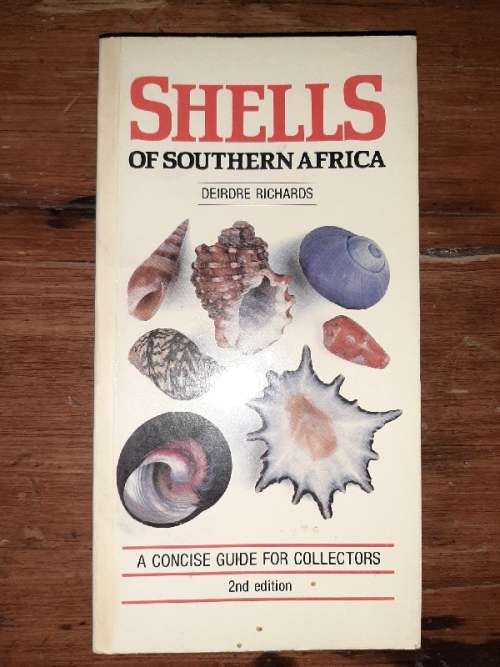 SHELLS
OF SOUTHERN AFRICA
DEIRDRE RICHARDS
A CONCISE GUIDE FOR COLLECTORS
2nd edition